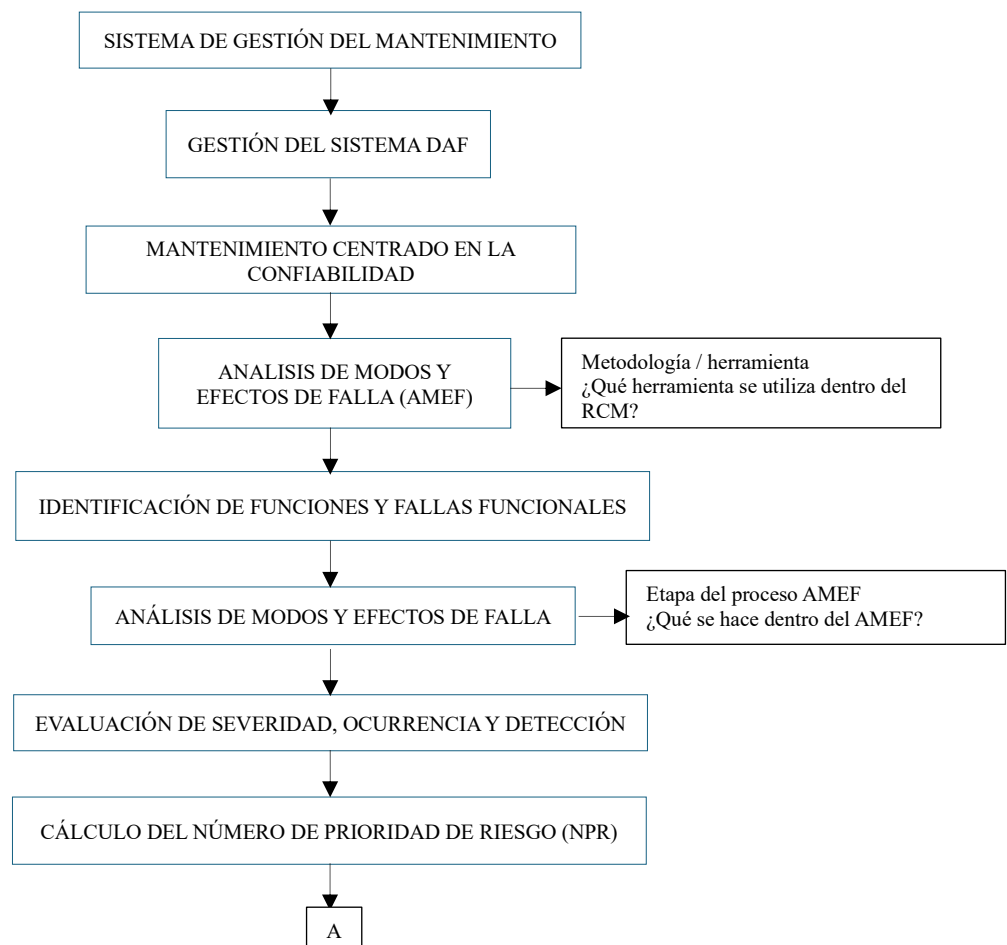 SISTEMA DE GESTIÓN DEL MANTENIMIENTO
GESTIÓN DEL SISTEMA DAF
MANTENIMIENTO CENTRADO EN LA
CONFIABILIDAD
ANALISIS DE MODOS Y
EFECTOS DE FALLA (AMEF)
Metodología / herramienta
¿Qué herramienta se utiliza dentro del
RCM?
IDENTIFICACIÓN DE FUNCIONES Y FALLAS FUNCIONALES
ANÁLISIS DE MODOS Y EFECTOS DE FALLA
Etapa del proceso AMEF
¿Qué se hace dentro del AMEF?
EVALUACIÓN DE SEVERIDAD, OCURRENCIA Y DETECCIÓN
CÁLCULO DEL NÚMERO DE PRIORIDAD DE RIESGO (NPR)
A